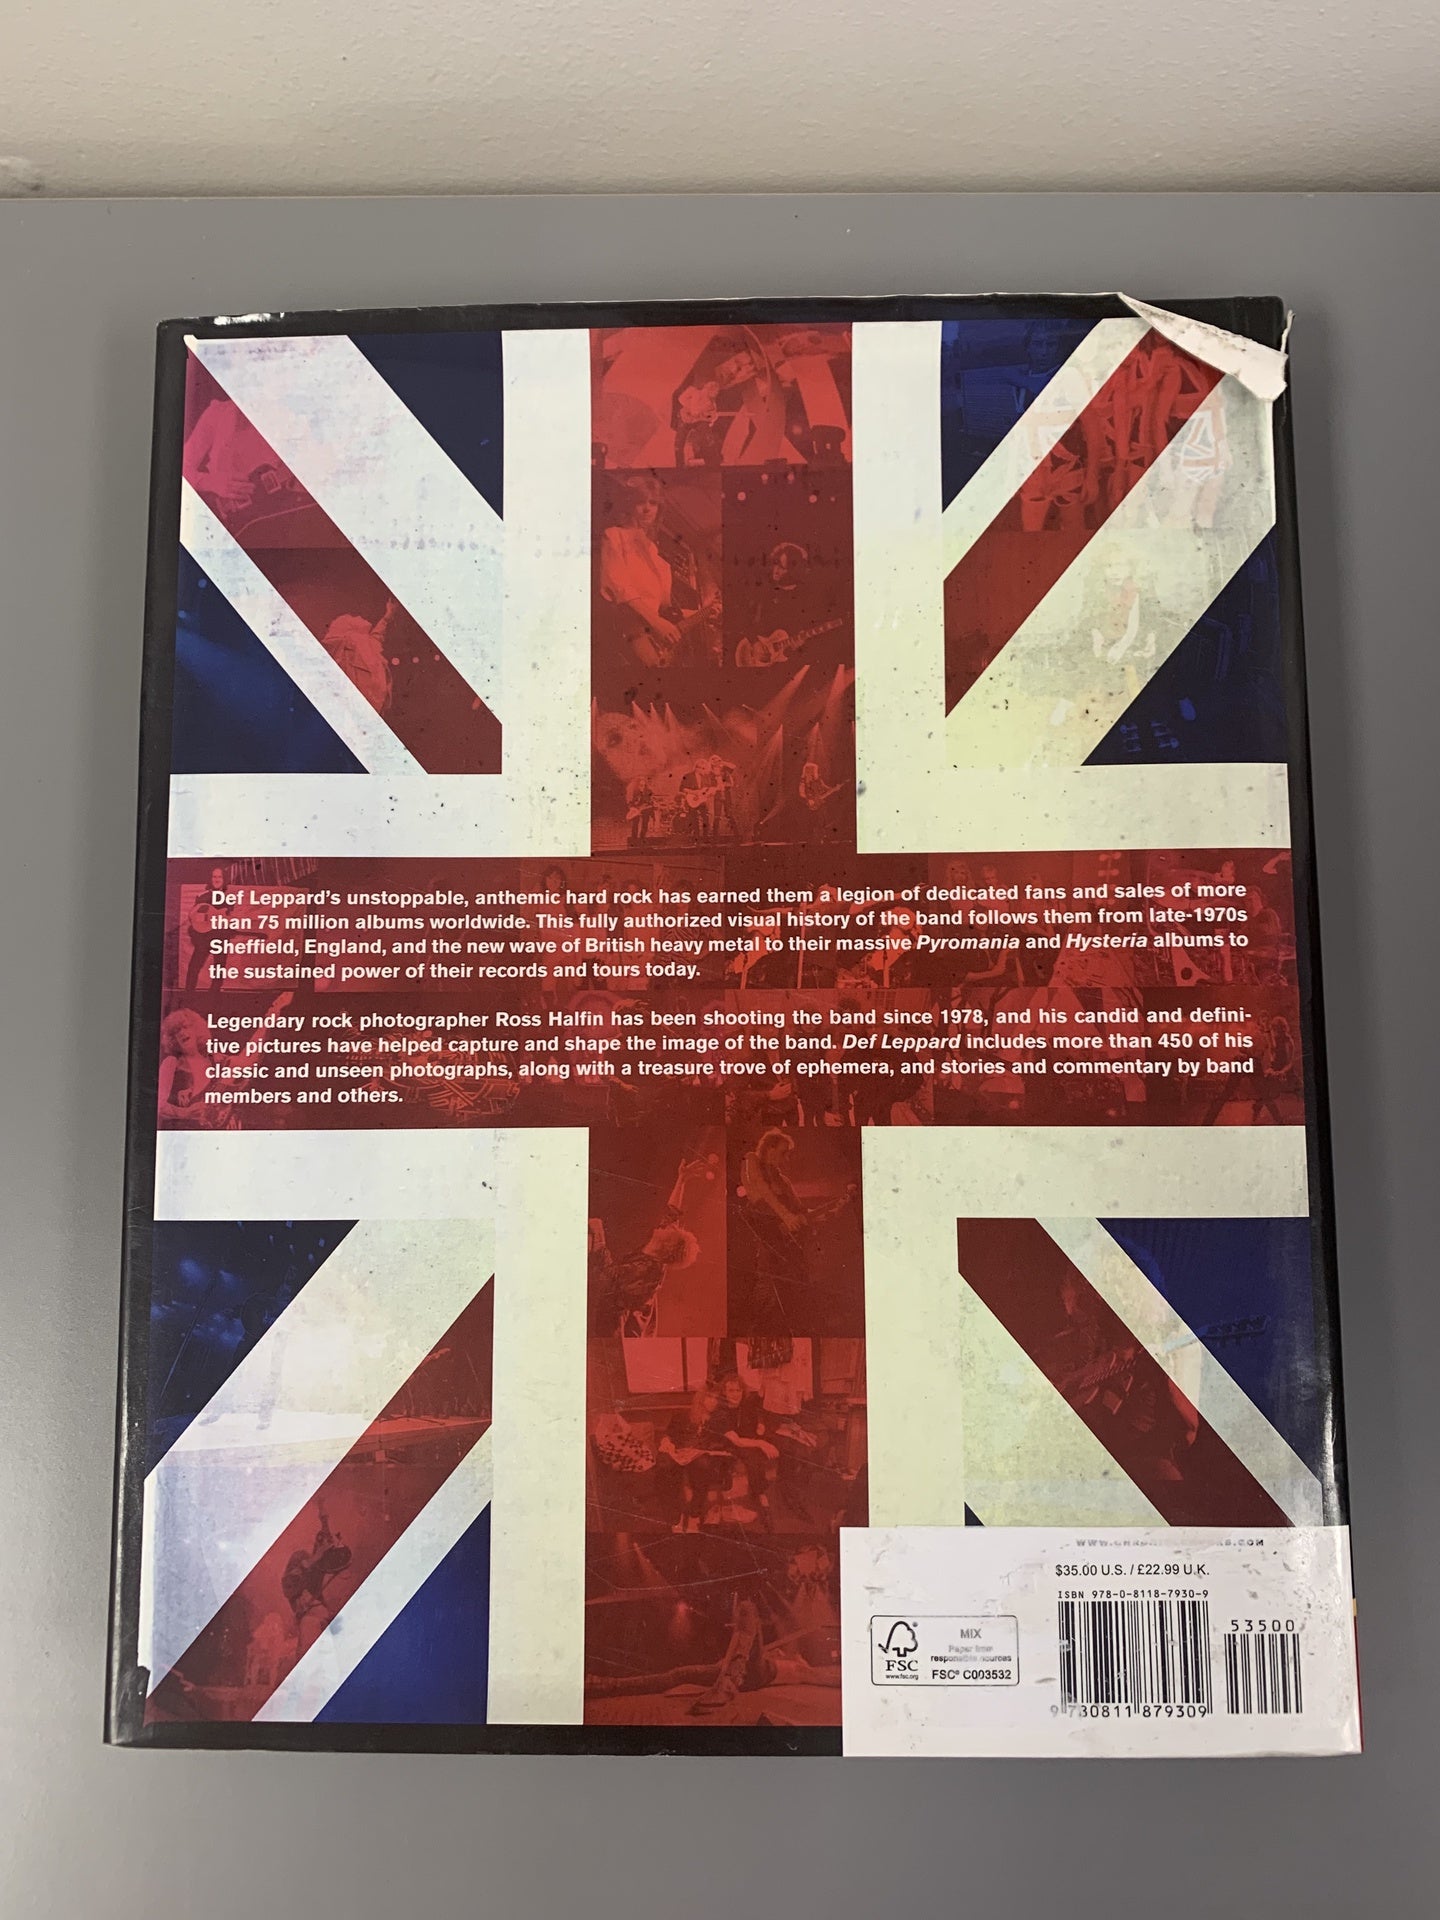 Def Leppard's unstoppable, anthemic hard rock has earned them a legion of dedicated fans and sales of more
than 75 million albums worldwide. This fully authorized visual history of the band follows them from late-1970s
Sheffield, England, and the new wave of British heavy metal to their massive Pyromania and Hysteria albums to
the sustained power of their records and tours today.
Legendary rock photographer Ross Halfin has been shooting the band since 1978, and his candid and defini-
tive pictures have helped capture and shape the image of the band. Def Leppard includes more than 450 of his
classic and unseen photographs, along with a treasure trove of ephemera, and stories and commentary by band
members and others.
$35.00 U.S. / £22.99 U.K.
ISBN 978-0-8118-7930-9
53500
MIX
Paper from
responsible sources
FSC
www.fsc.org
FSC® C003532
9 780811 879309